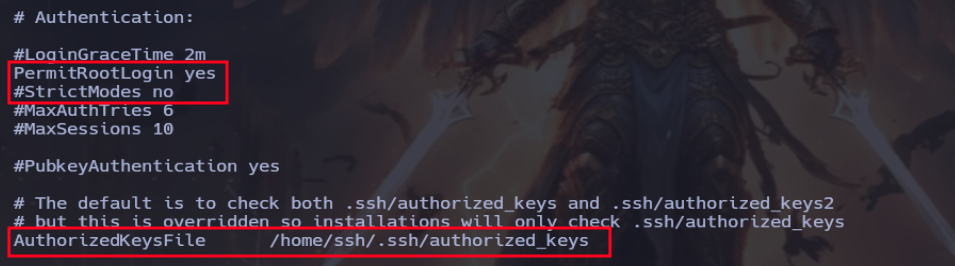 # Authentication:
#LoginGraceTime 2m
PermitRootLogin yes
#StrictModes no
#MaxAuthTries 6
#MaxSessions 10
#PubkeyAuthentication yes
# The default is to check both .ssh/authorized_keys and .ssh/authorized_keys2
# but this is overridden so installations will only check .ssh/authorized_keys
AuthorizedKeysFile /home/ssh/.ssh/authorized_keys